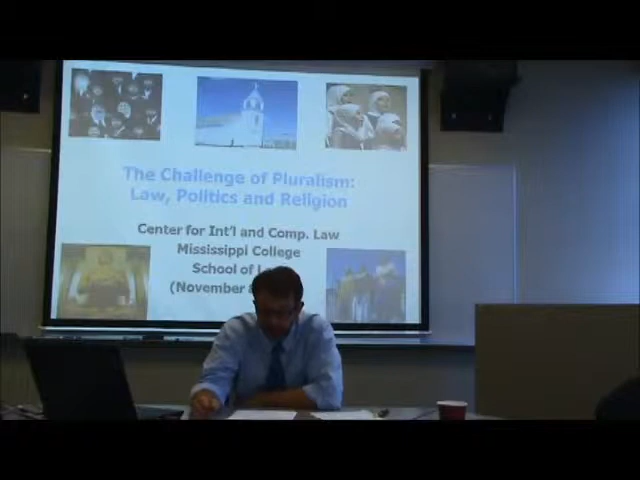 The Challenge of Pluralism:
Law, Politics and Religion
Center for Int'l and Comp. Law
Mississippi College
School of
(November